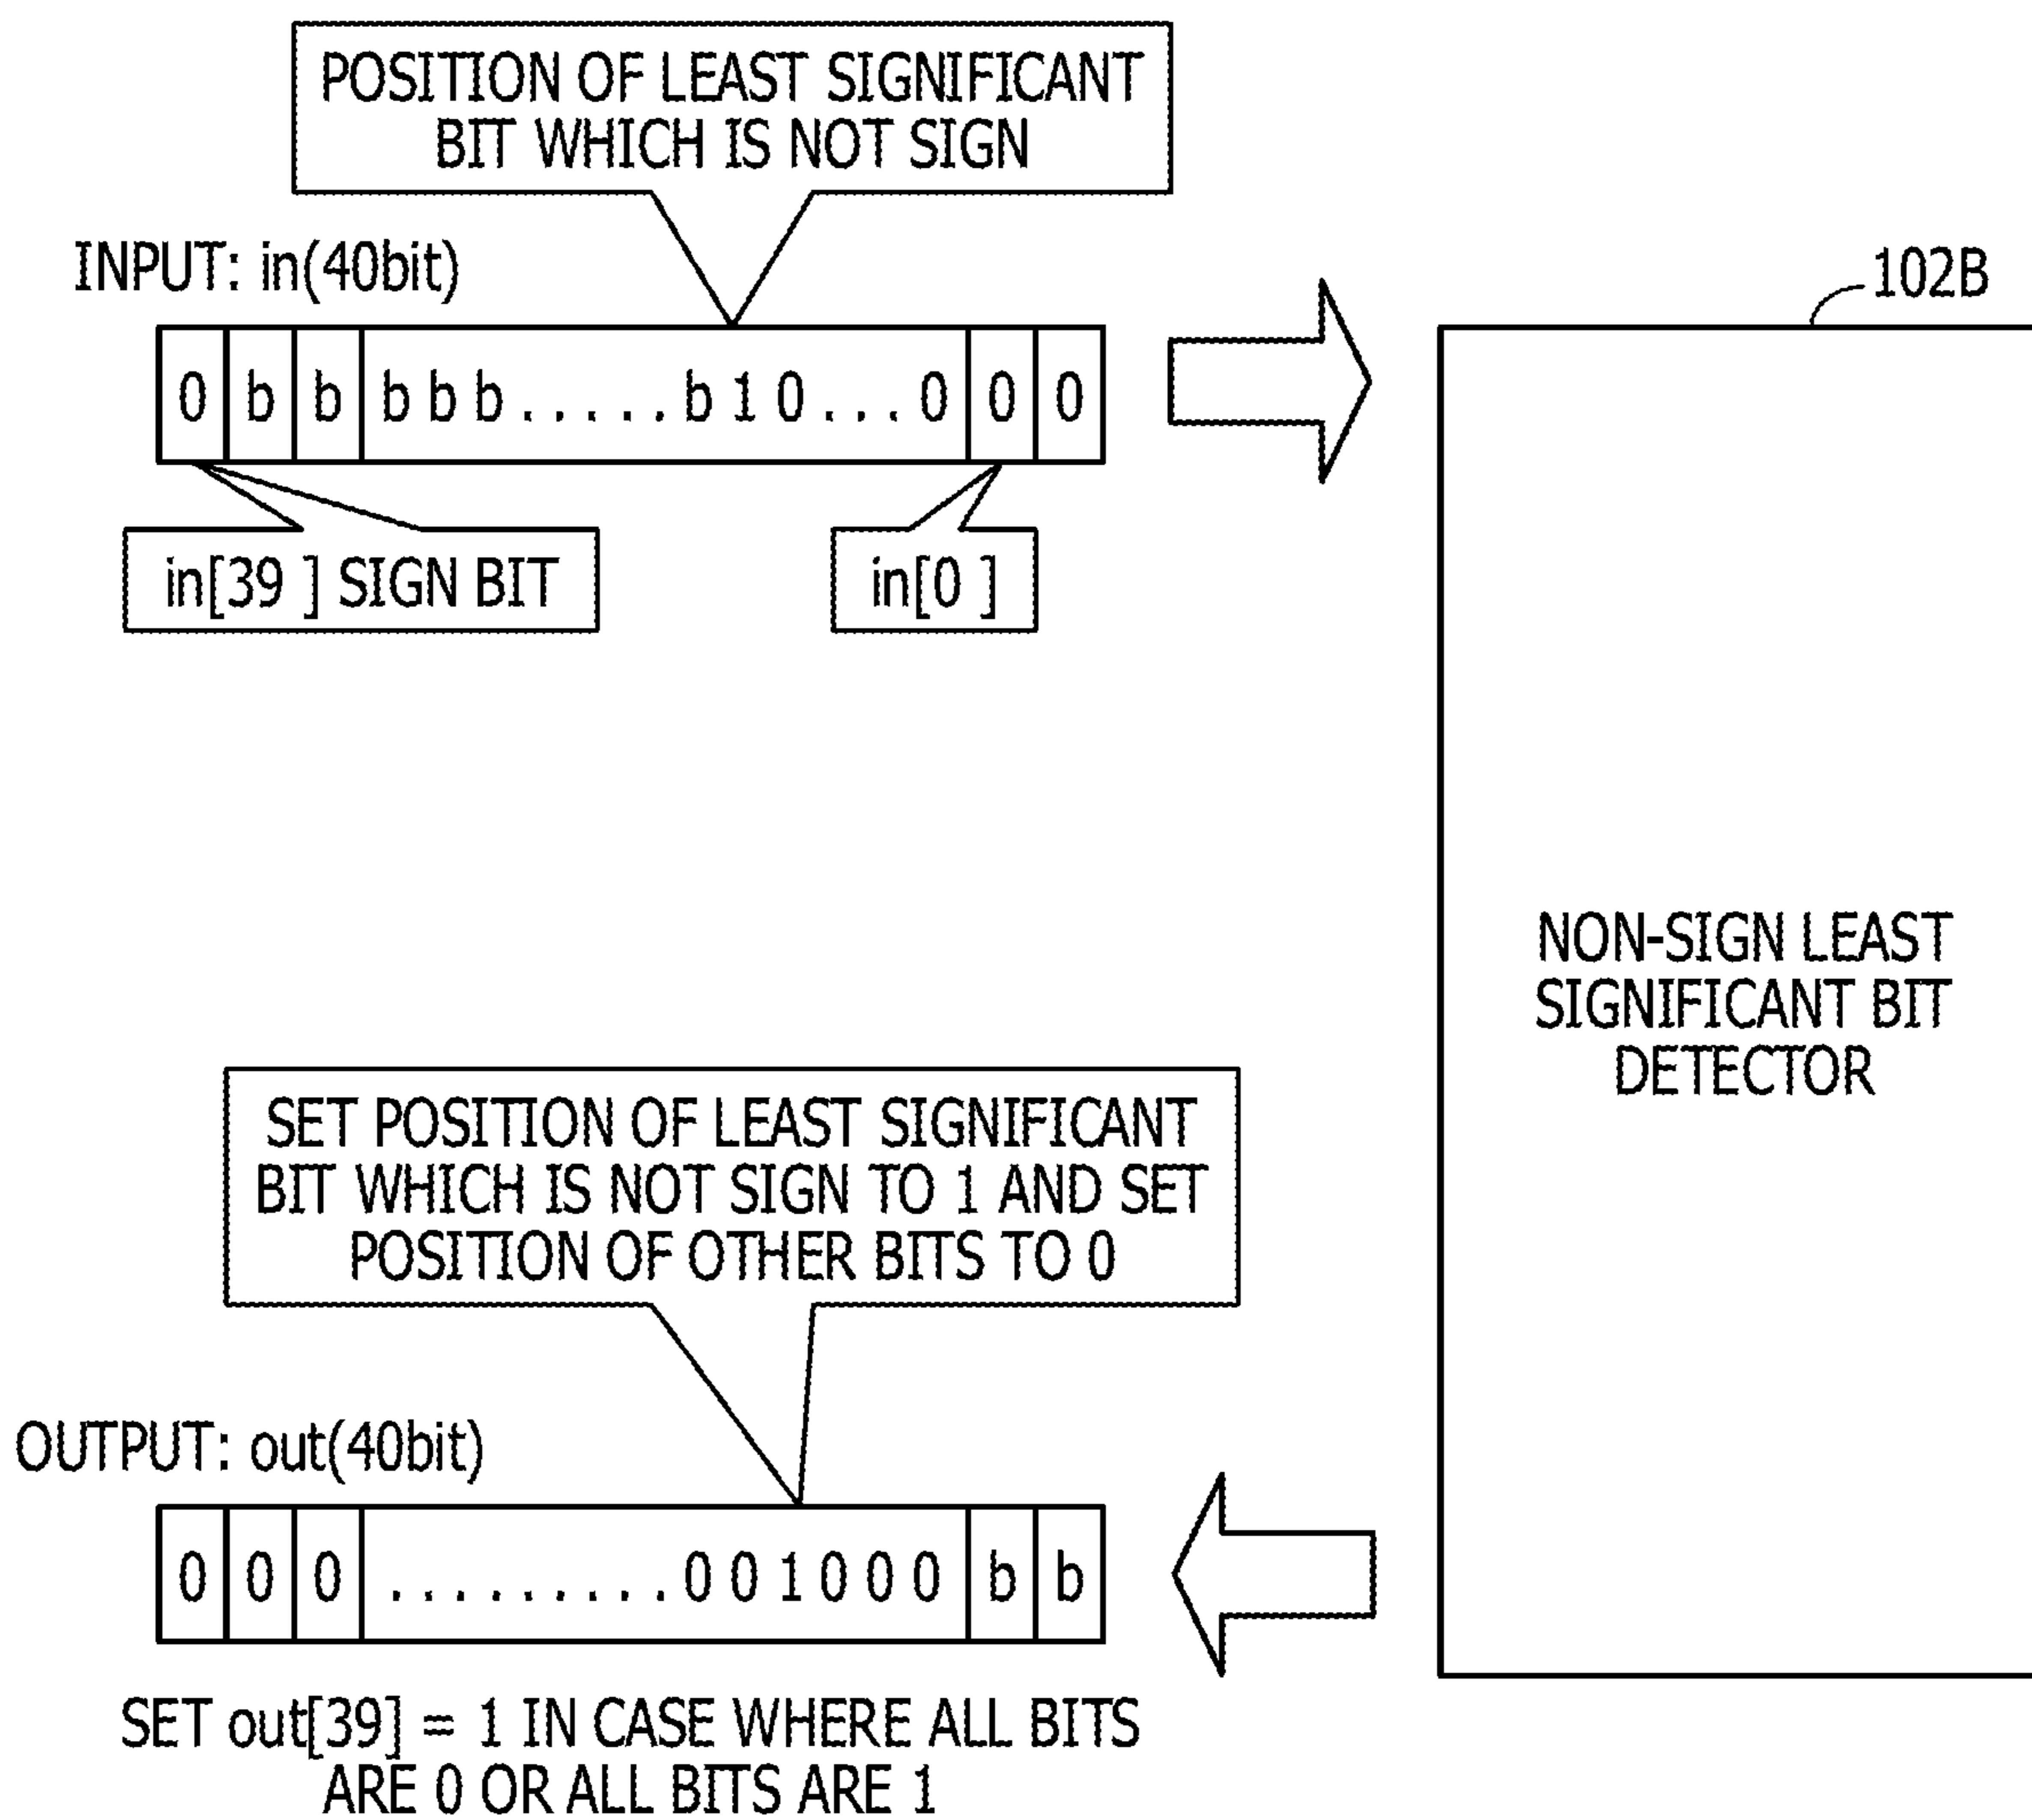 POSITION OF LEAST SIGNIFICANT
BIT WHICH IS NOT SIGN
INPUT: in(40bit)
102B
0 b b b b b . . . . . b 1 0 . . . 0 0 0
in[39 ] SIGN BIT
in[0 ]
NON-SIGN LEAST
SIGNIFICANT BIT
DETECTOR
SET POSITION OF LEAST SIGNIFICANT
BIT WHICH IS NOT SIGN TO 1 AND SET
POSITION OF OTHER BITS TO 0
OUTPUT: out(40bit)
0 0 0 . . . . . . . . . 0 0 1 0 0 0 b b
SET out[39] = 1 IN CASE WHERE ALL BITS
ARE 0 OR ALL BITS ARE 1